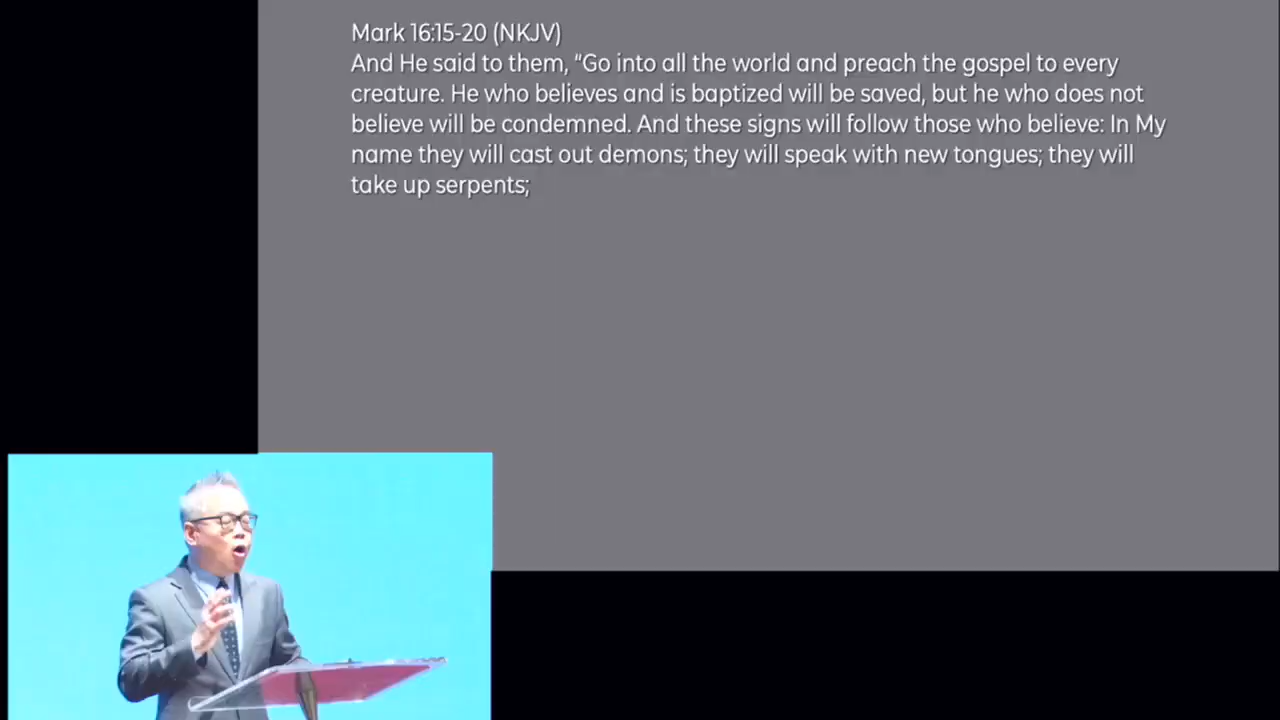 Mark 16:15-20 (NKJV)
And He said to them, “Go into all the world and preach the gospel to every
creature. He who believes and is baptized will be saved, but he who does not
believe will be condemned. And these signs will follow those who believe: In My
name they will cast out demons; they will speak with new tongues; they will
take up serpents;